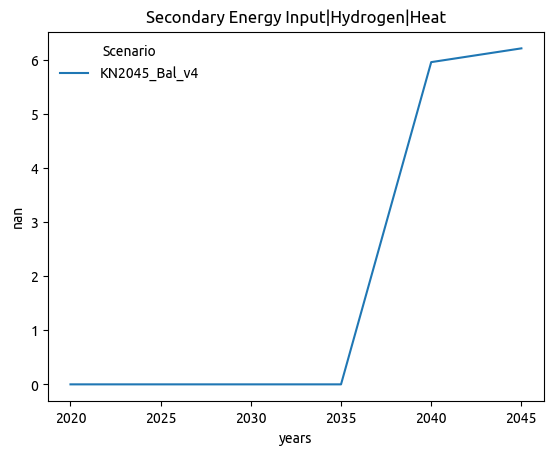 Secondary Energy Input|Hydrogen|Heat
Scenario
KN2045_Bal_v4
6
5
4
3
2
1
0
nan
2020 2025 2030 2035 2040 2045
years